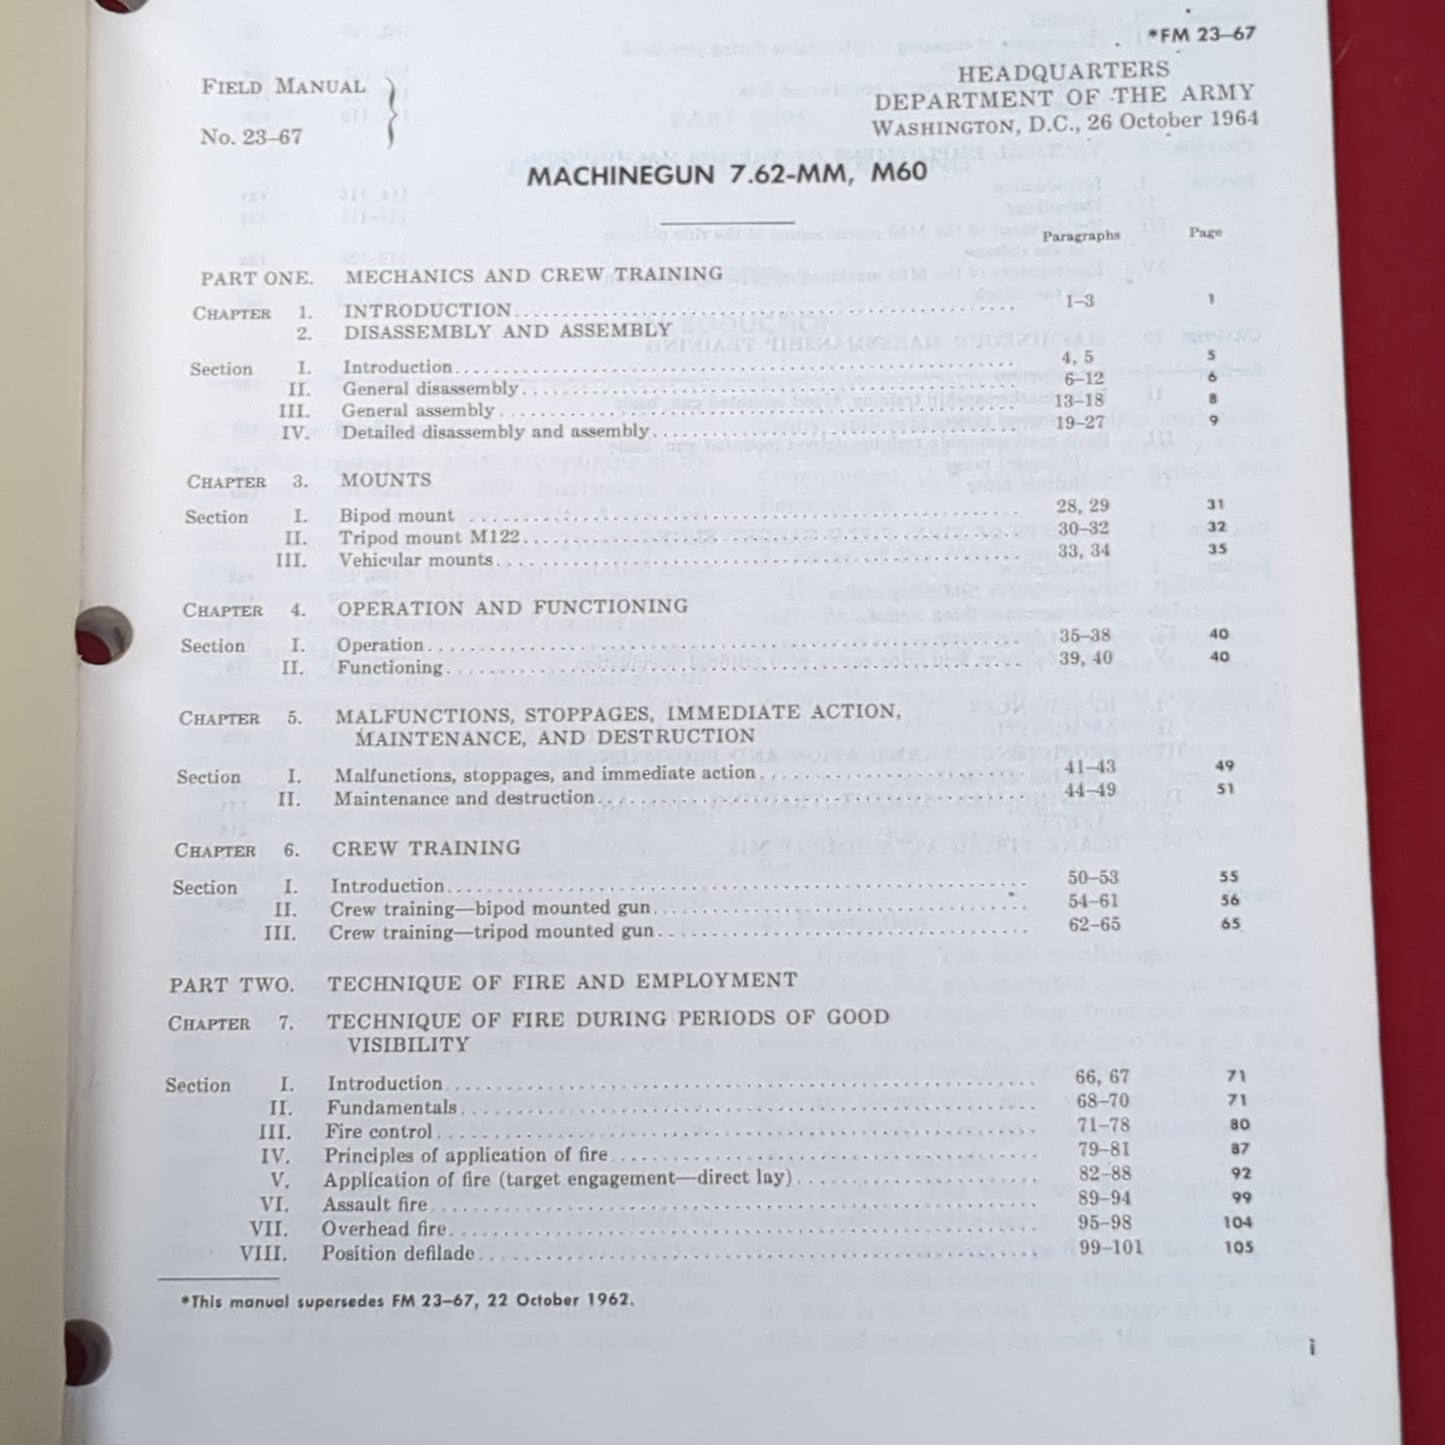 *FM 23–67
FIELD MANUAL
No. 23–67
HEADQUARTERS
DEPARTMENT OF THE ARMY
WASHINGTON, D.C., 26 October 1964
MACHINEGUN 7.62-MM, M60
Paragraphs Page
PART ONE. MECHANICS AND CREW TRAINING
CHAPTER 1. INTRODUCTION 1–3 1
2. DISASSEMBLY AND ASSEMBLY
Section I. Introduction 4, 5 5
II. General disassembly 6–12 6
III. General assembly 13–18 8
IV. Detailed disassembly and assembly 19–27 9
CHAPTER 3. MOUNTS
Section I. Bipod mount 28, 29 31
II. Tripod mount M122 30–32 32
III. Vehicular mounts 33, 34 35
CHAPTER 4. OPERATION AND FUNCTIONING
Section I. Operation 35–38 40
II. Functioning 39, 40 40
CHAPTER 5. MALFUNCTIONS, STOPPAGES, IMMEDIATE ACTION,
MAINTENANCE, AND DESTRUCTION
Section I. Malfunctions, stoppages, and immediate action 41–43 49
II. Maintenance and destruction 44–49 51
CHAPTER 6. CREW TRAINING
Section I. Introduction 50–53 55
II. Crew training—bipod mounted gun 54–61 56
III. Crew training—tripod mounted gun 62–65 65
PART TWO. TECHNIQUE OF FIRE AND EMPLOYMENT
CHAPTER 7. TECHNIQUE OF FIRE DURING PERIODS OF GOOD
VISIBILITY
Section I. Introduction 66, 67 71
II. Fundamentals 68–70 71
III. Fire control 71–78 80
IV. Principles of application of fire 79–81 87
V. Application of fire (target engagement—direct lay) 82–88 92
VI. Assault fire 89–94 99
VII. Overhead fire 95–98 104
VIII. Position defilade 99–101 105
*This manual supersedes FM 23–67, 22 October 1962.
i